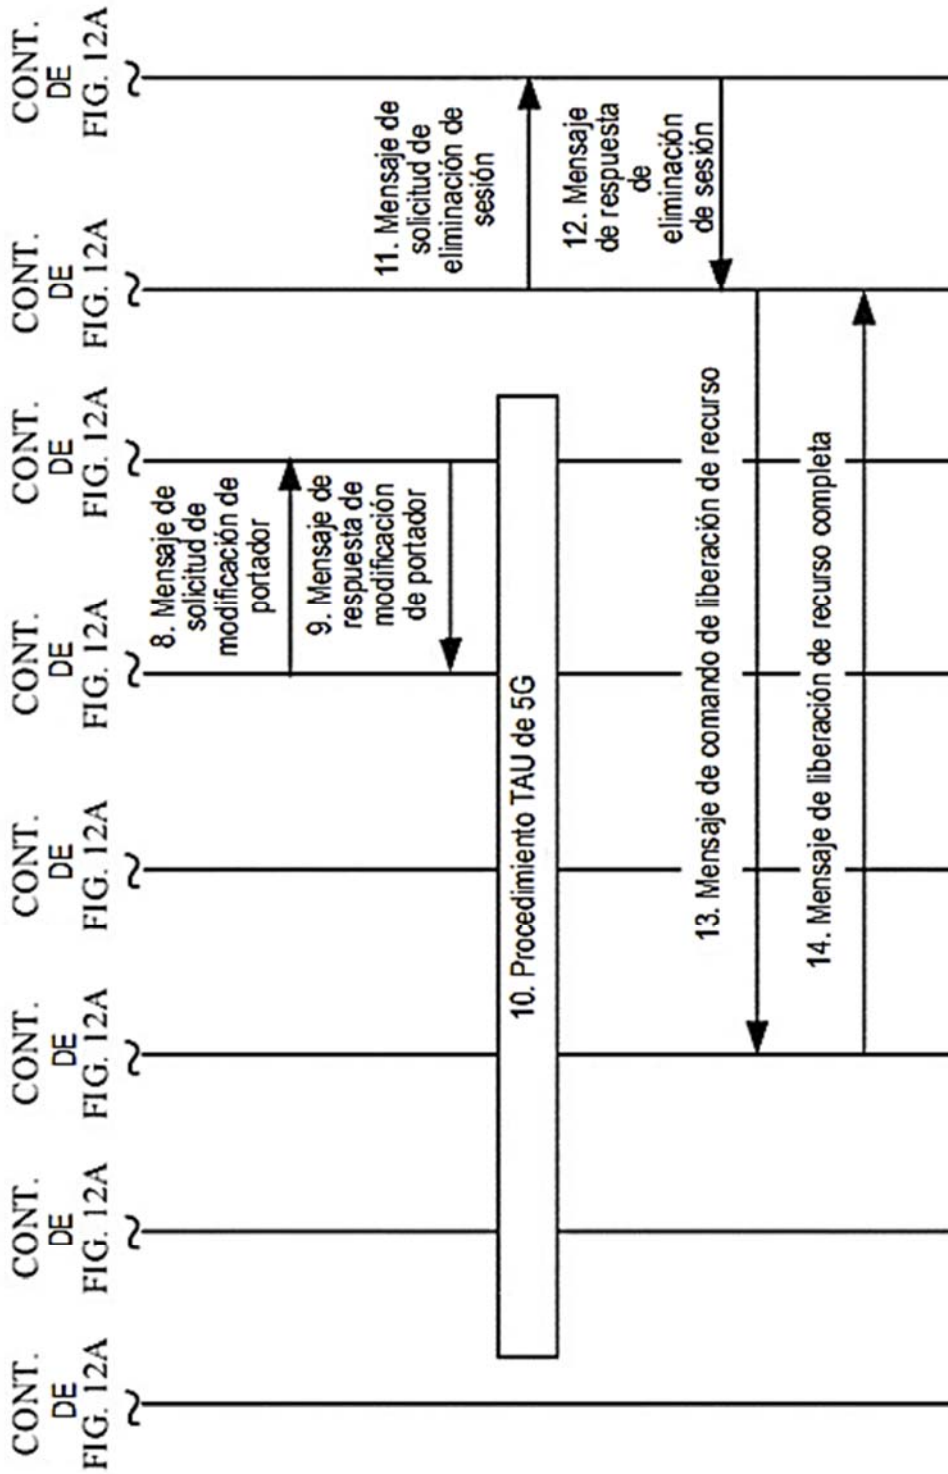 CONT.
DE
FIG. 12A
CONT.
DE
FIG. 12A
CONT.
DE
FIG. 12A
CONT.
DE
FIG. 12A
CONT.
DE
FIG. 12A
CONT.
DE
FIG. 12A
CONT.
DE
FIG. 12A
CONT.
DE
FIG. 12A
8. Mensaje de
solicitud de
modificación de
portador
9. Mensaje de
respuesta de
modificación
de portador
10. Procedimiento TAU de 5G
11. Mensaje de
solicitud de
eliminación de
sesión
12. Mensaje
de respuesta
de
eliminación
de sesión
13. Mensaje de comando de liberación de recurso
14. Mensaje de liberación de recurso completa